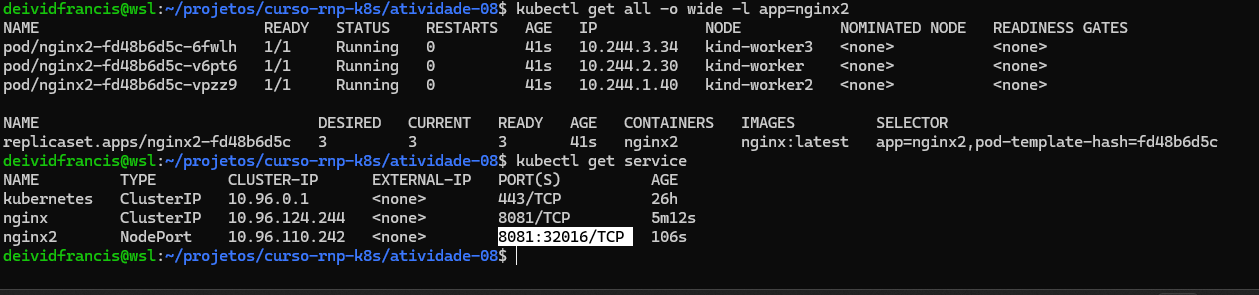 deividfrancis@wsl:~/projetos/curso-rnp-k8s/atividade-08$ kubectl get all -o wide -l app=nginx2
NAME READY STATUS RESTARTS AGE IP NODE NOMINATED NODE READINESS GATES
pod/nginx2-fd48b6d5c-6fwlh 1/1 Running 0 41s 10.244.3.34 kind-worker3 <none> <none>
pod/nginx2-fd48b6d5c-v6pt6 1/1 Running 0 41s 10.244.2.30 kind-worker <none> <none>
pod/nginx2-fd48b6d5c-vpzz9 1/1 Running 0 41s 10.244.1.40 kind-worker2 <none> <none>
NAME DESIRED CURRENT READY AGE CONTAINERS IMAGES SELECTOR
replicaset.apps/nginx2-fd48b6d5c 3 3 3 41s nginx2 nginx:latest app=nginx2,pod-template-hash=fd48b6d5c
deividfrancis@wsl:~/projetos/curso-rnp-k8s/atividade-08$ kubectl get service
NAME TYPE CLUSTER-IP EXTERNAL-IP PORT(S) AGE
kubernetes ClusterIP 10.96.0.1 <none> 443/TCP 26h
nginx ClusterIP 10.96.124.244 <none> 8081/TCP 5m12s
nginx2 NodePort 10.96.110.242 <none> 8081:32016/TCP 106s
deividfrancis@wsl:~/projetos/curso-rnp-k8s/atividade-08$